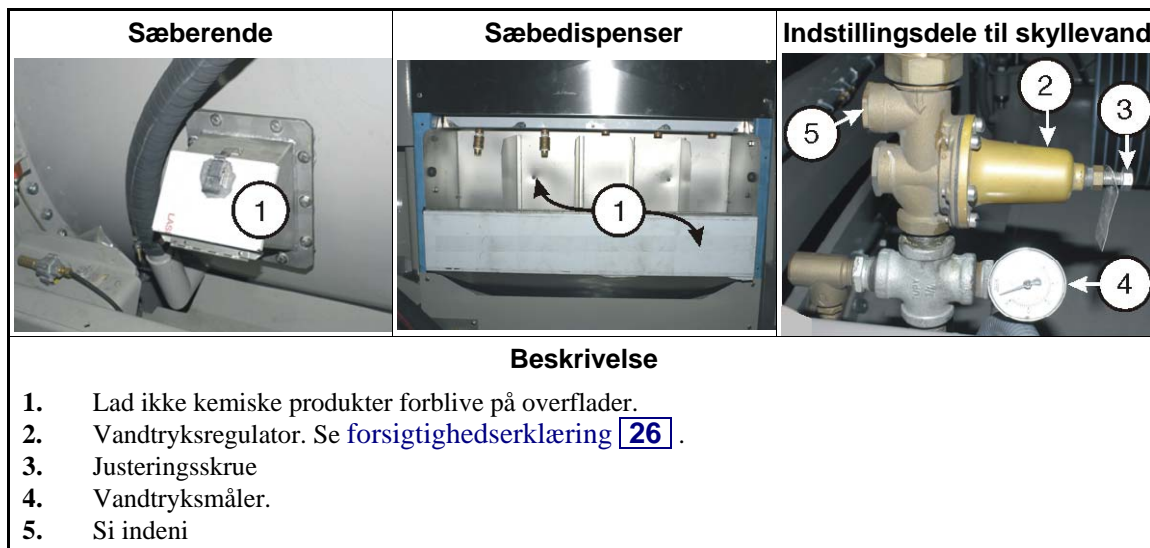 Sæberende
Sæbedispenser
Indstillingsdele til skyllevand
1
1
2
3
5
4
Beskrivelse
1. Lad ikke kemiske produkter forblive på overflader.
2. Vandtryksregulator. Se forsigtighedserklæring 26 .
3. Justeringsskrue
4. Vandtryksmåler.
5. Si indeni